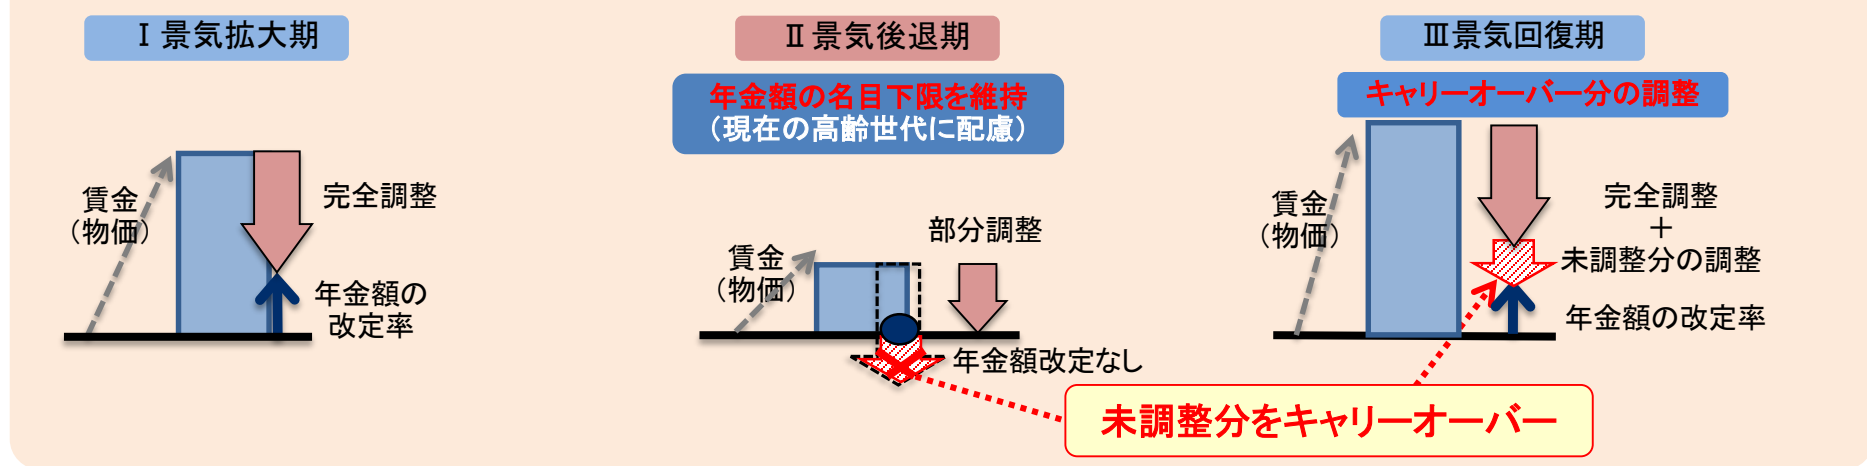 Ⅰ 景気拡大期
賃金
（物価）
完全調整
年金額の
改定率
Ⅱ 景気後退期
年金額の名目下限を維持
（現在の高齢世代に配慮）
賃金
（物価）
部分調整
年金額改定なし
Ⅲ景気回復期
キャリーオーバー分の調整
賃金
（物価）
完全調整
＋
未調整分の調整
年金額の改定率
未調整分をキャリーオーバー